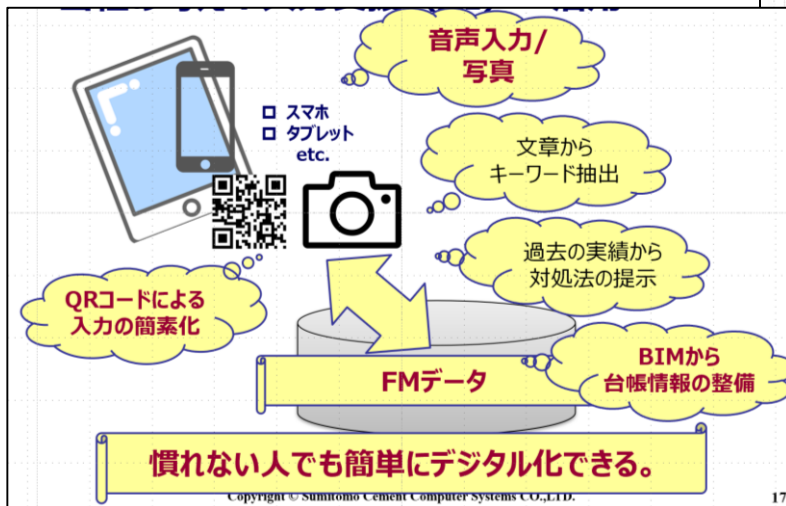 音声入力/
写真
□ スマホ
□ タブレット
etc.
文章から
キーワード抽出
過去の実績から
対処法の提示
QRコードによる
入力の簡素化
BIMから
台帳情報の整備
FMデータ
慣れない人でも簡単にデジタル化できる。
Copyright © Sumitomo Cement Computer Systems CO.,LTD.
17